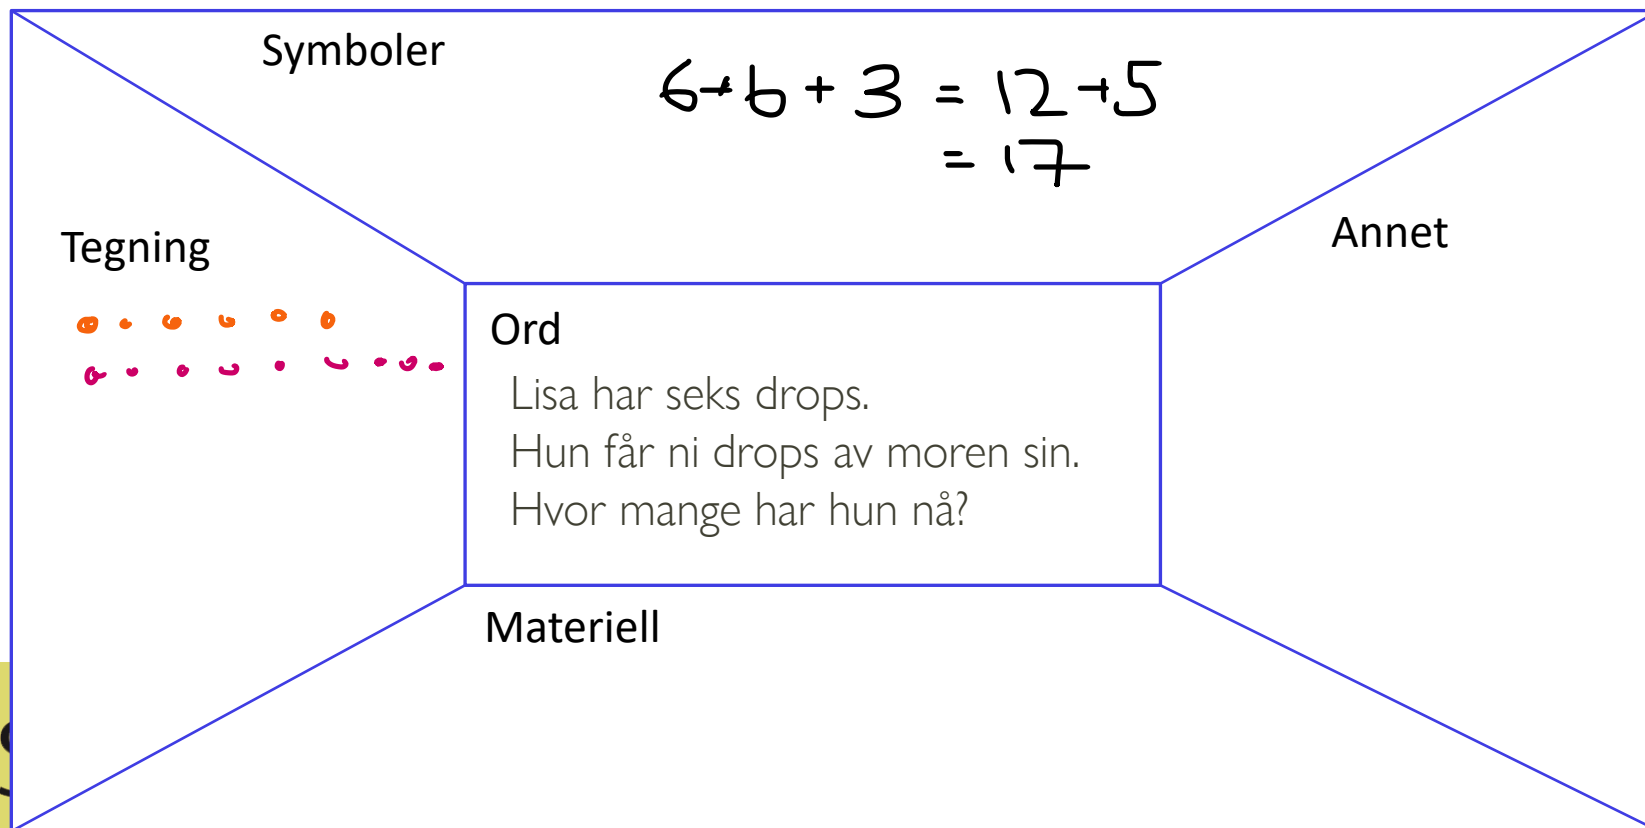 Symboler
6+6+3 = 12+5
= 17
Tegning
Annet
Ord
Lisa har seks drops.
Hun får ni drops av moren sin.
Hvor mange har hun nå?
Materiell